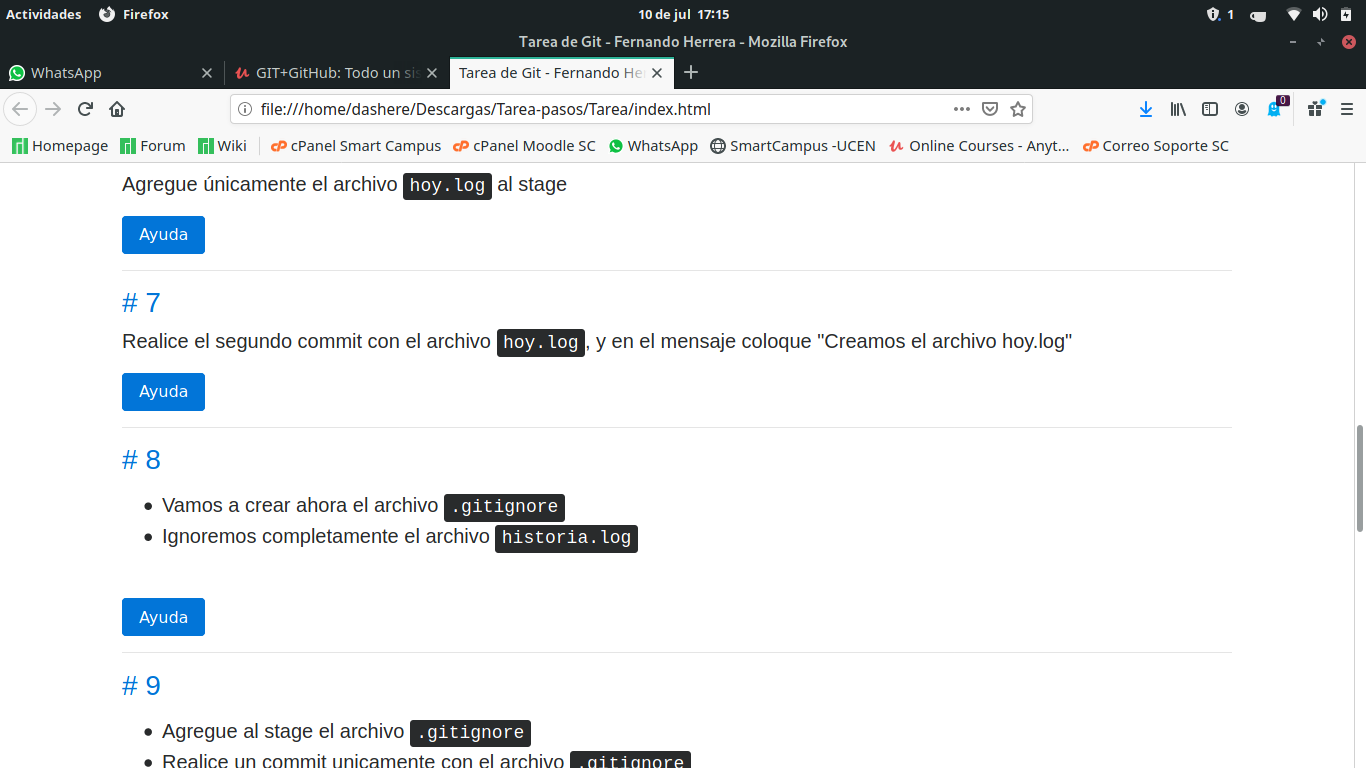 Actividades Firefox 10 de jul 17:15 1
Tarea de Git - Fernando Herrera - Mozilla Firefox
WhatsApp GIT+GitHub: Todo un sis Tarea de Git - Fernando Her
file:///home/dashere/Descargas/Tarea-pasos/Tarea/index.html 0
Homepage Forum Wiki cPanel Smart Campus cPanel Moodle SC WhatsApp SmartCampus -UCEN Online Courses - Anyt... Correo Soporte SC
Agregue únicamente el archivo hoy.log al stage
Ayuda
# 7
Realice el segundo commit con el archivo hoy.log, y en el mensaje coloque "Creamos el archivo hoy.log"
Ayuda
# 8
Vamos a crear ahora el archivo .gitignore
Ignoremos completamente el archivo historia.log
Ayuda
# 9
Agregue al stage el archivo .gitignore
Realice un commit unicamente con el archivo .gitignore